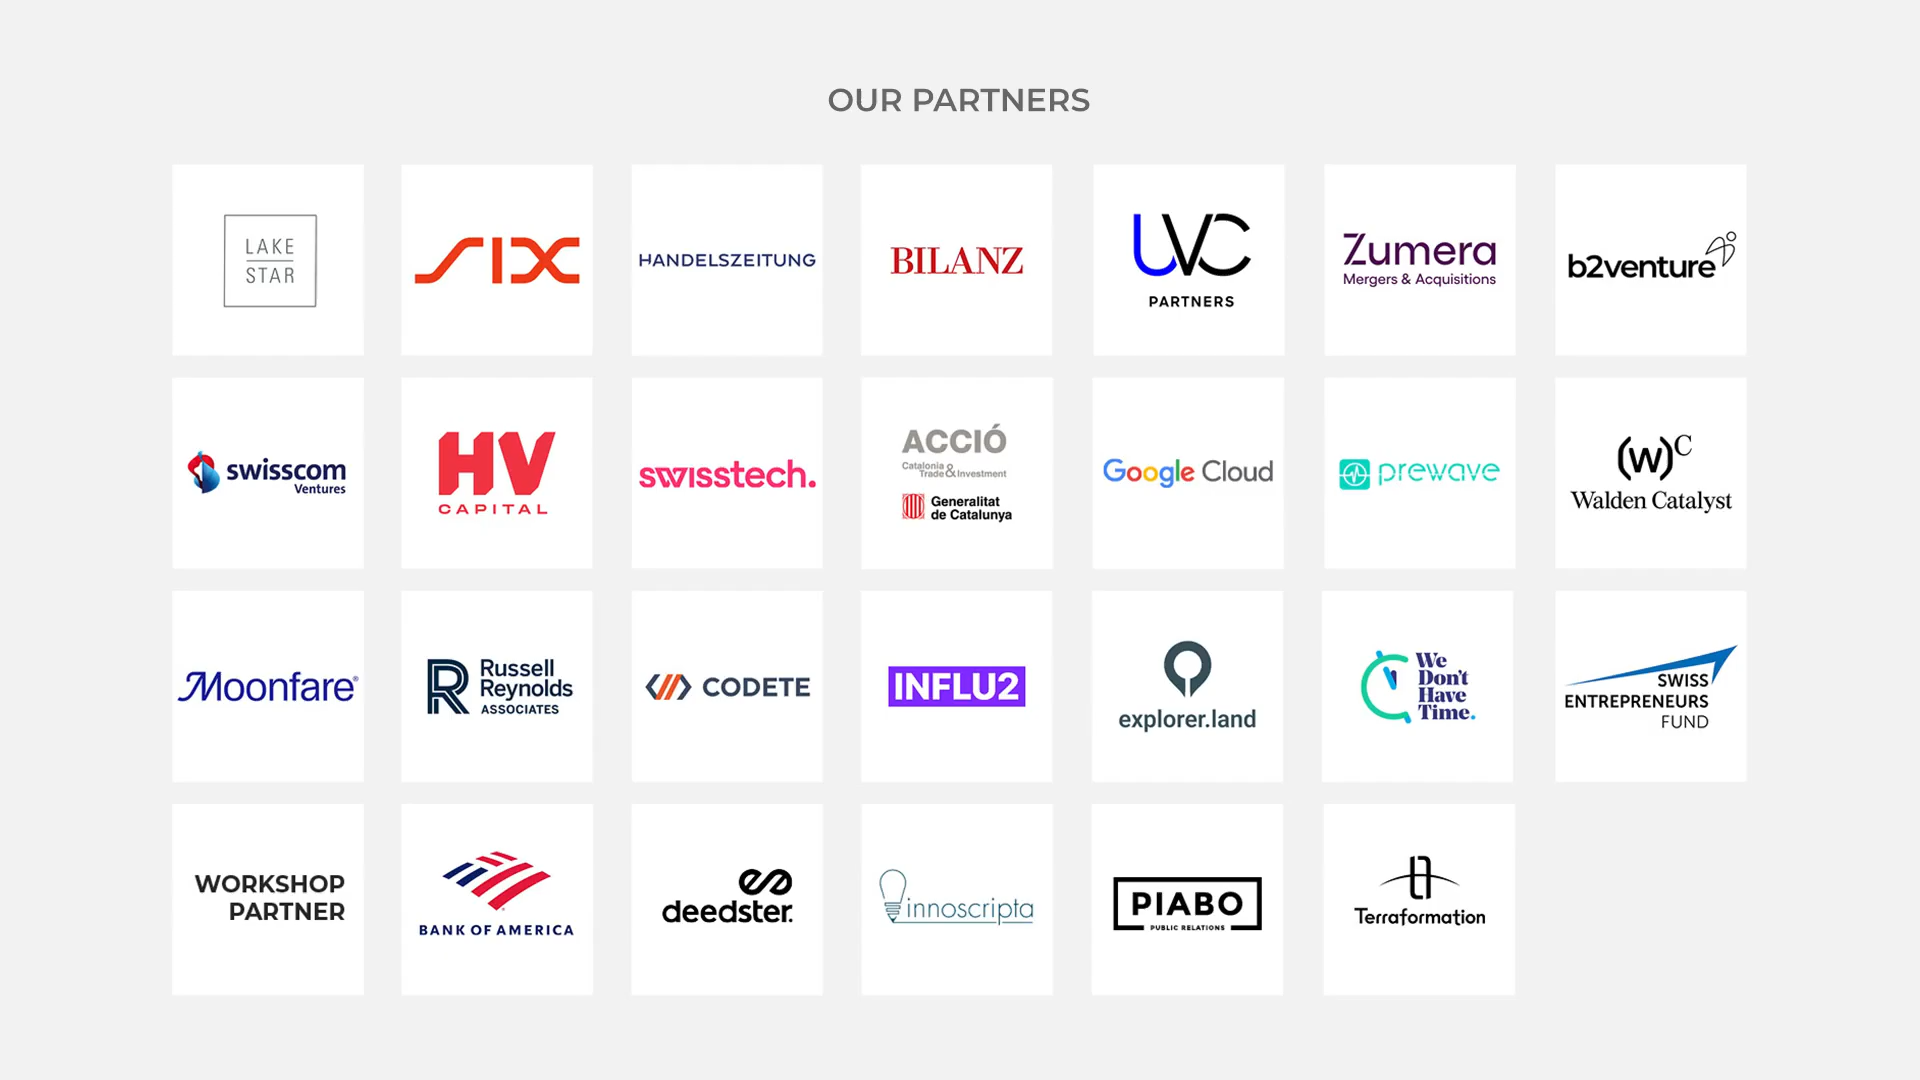 OUR PARTNERS
LAKE
STAR
SIX
HANDELSZEITUNG
BILANZ
UVC
PARTNERS
Zumera
Mergers & Acquisitions
b2venture
swisscom
Ventures
HV
CAPITAL
swisstech.
ACCIÓ
Catalonia
Trade & Investment
Generalitat
de Catalunya
Google Cloud
prewave
(W)C
Walden Catalyst
Moonfare®
R
Russell
Reynolds
ASSOCIATES
CODETE
INFLU2
explorer.land
We
Don't
Have
Time.
SWISS
ENTREPRENEURS
FUND
WORKSHOP
PARTNER
BANK OF AMERICA
deedster.
innoscripta
PIABO
PUBLIC RELATIONS
Terraformation